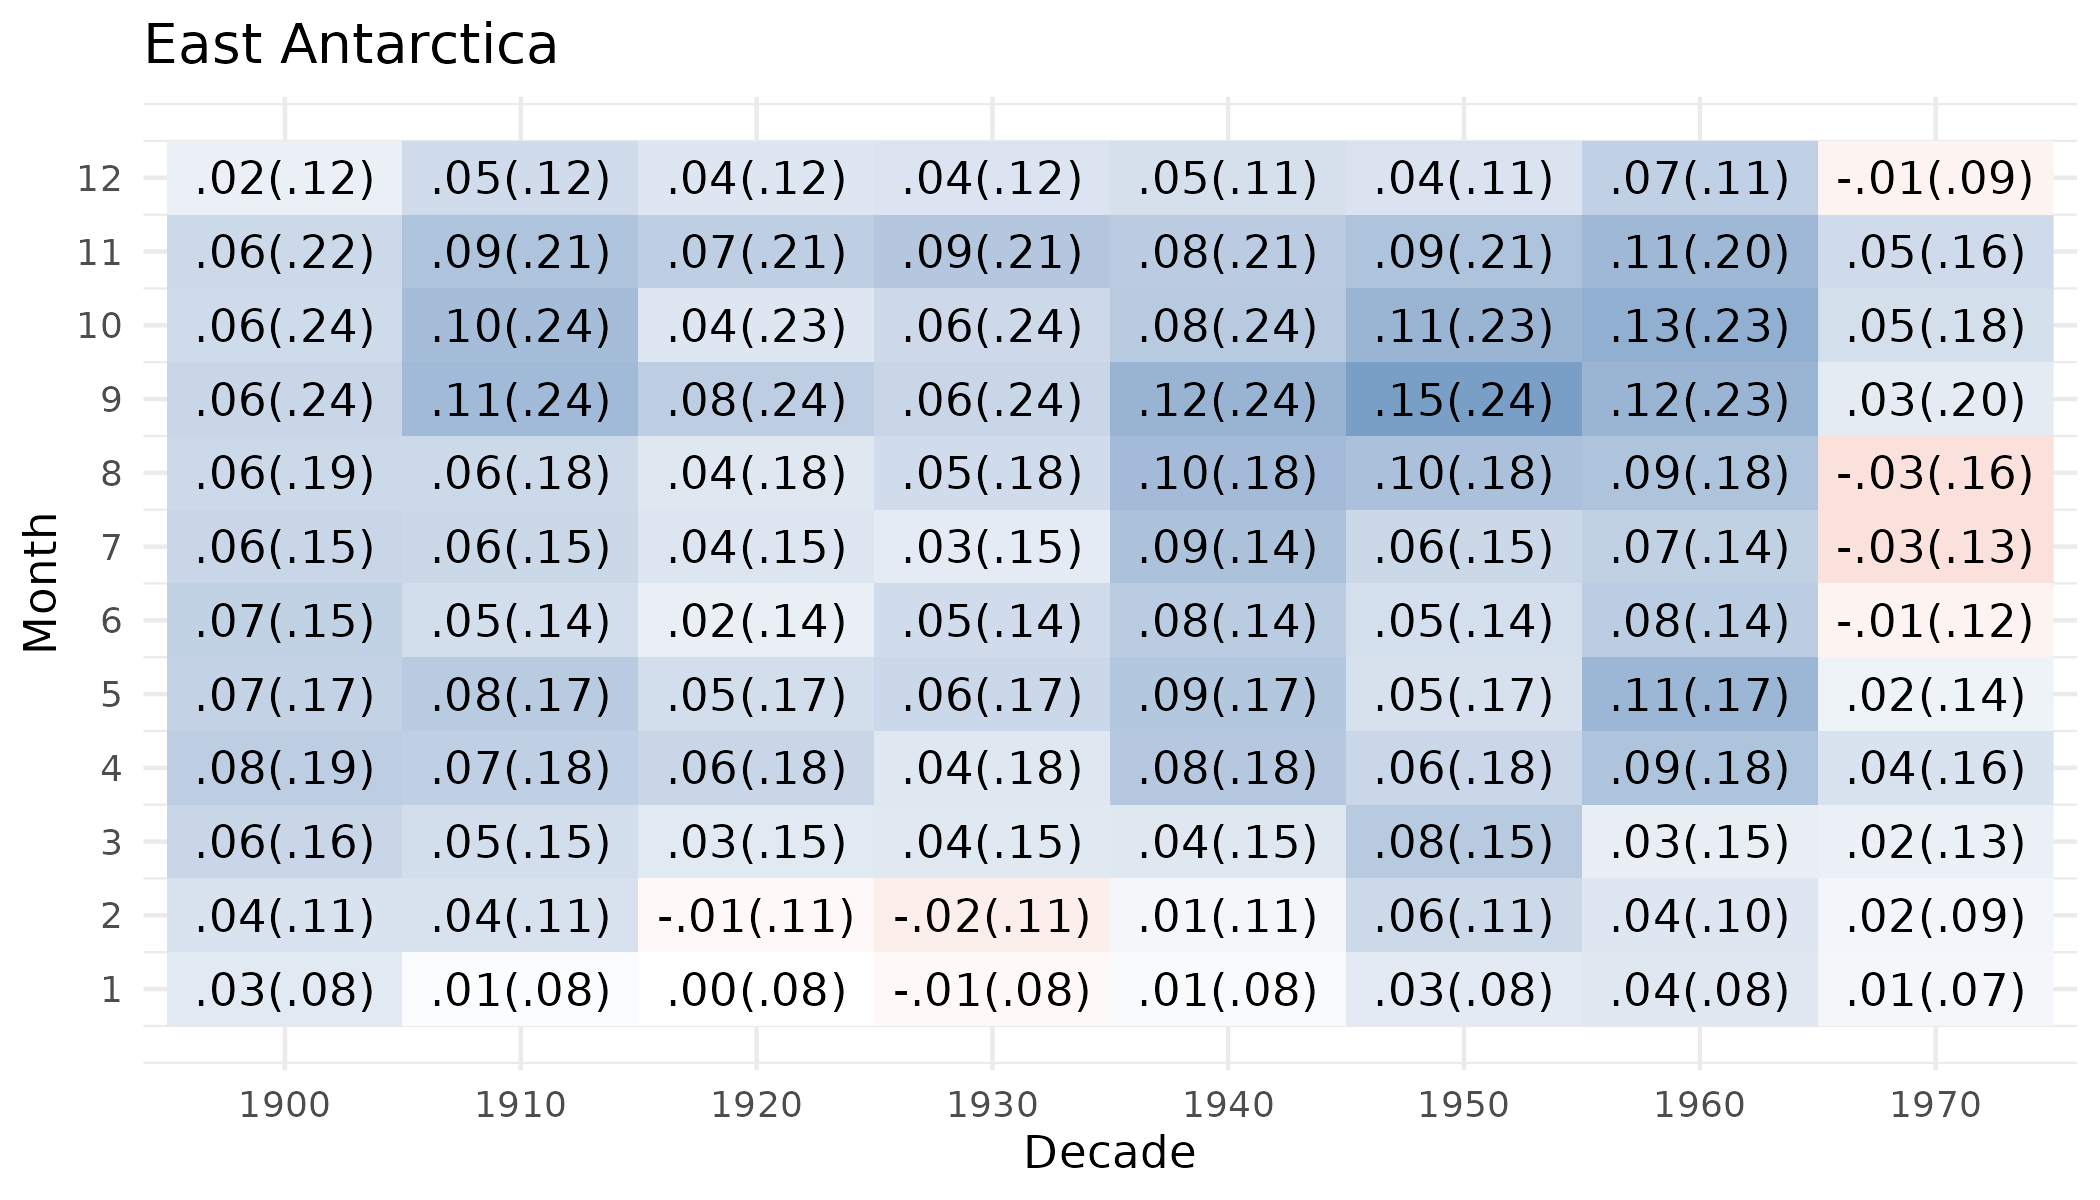 East Antarctica
Month
12 .02(.12) .05(.12) .04(.12) .04(.12) .05(.11) .04(.11) .07(.11) -.01(.09)
11 .06(.22) .09(.21) .07(.21) .09(.21) .08(.21) .09(.21) .11(.20) .05(.16)
10 .06(.24) .10(.24) .04(.23) .06(.24) .08(.24) .11(.23) .13(.23) .05(.18)
9 .06(.24) .11(.24) .08(.24) .06(.24) .12(.24) .15(.24) .12(.23) .03(.20)
8 .06(.19) .06(.18) .04(.18) .05(.18) .10(.18) .10(.18) .09(.18) -.03(.16)
7 .06(.15) .06(.15) .04(.15) .03(.15) .09(.14) .06(.15) .07(.14) -.03(.13)
6 .07(.15) .05(.14) .02(.14) .05(.14) .08(.14) .05(.14) .08(.14) -.01(.12)
5 .07(.17) .08(.17) .05(.17) .06(.17) .09(.17) .05(.17) .11(.17) .02(.14)
4 .08(.19) .07(.18) .06(.18) .04(.18) .08(.18) .06(.18) .09(.18) .04(.16)
3 .06(.16) .05(.15) .03(.15) .04(.15) .04(.15) .08(.15) .03(.15) .02(.13)
2 .04(.11) .04(.11) -.01(.11) -.02(.11) .01(.11) .06(.11) .04(.10) .02(.09)
1 .03(.08) .01(.08) .00(.08) -.01(.08) .01(.08) .03(.08) .04(.08) .01(.07)
1900 1910 1920 1930 1940 1950 1960 1970
Decade